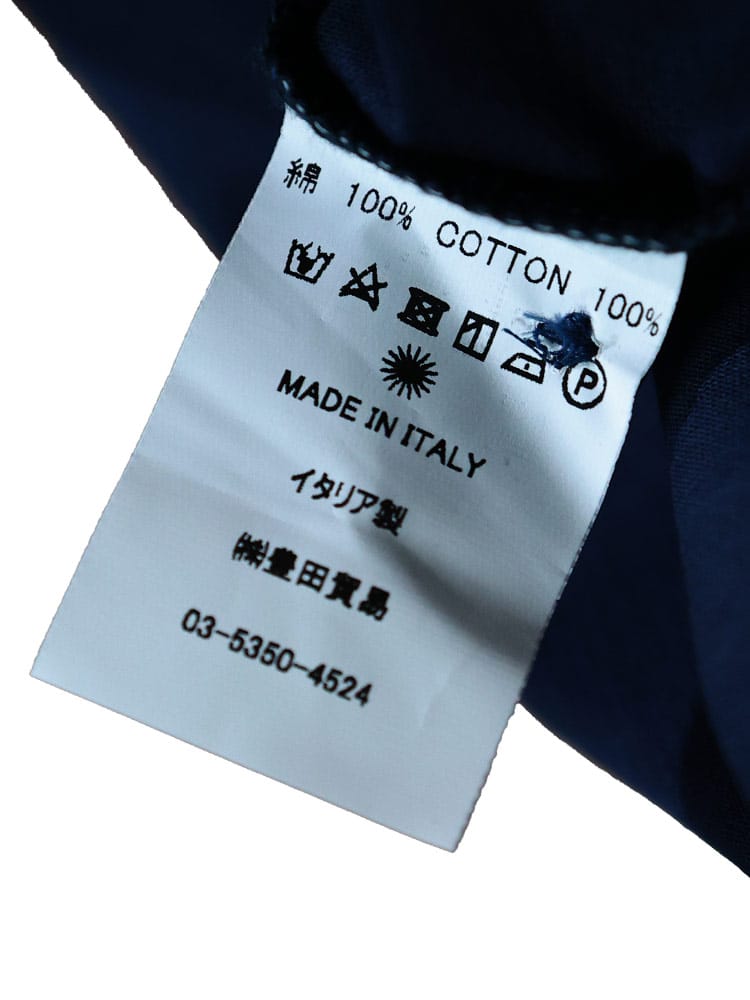 綿 100% COTTON 100%
P
MADE IN ITALY
イタリア製
㈱豊田貿易
03-5350-4524